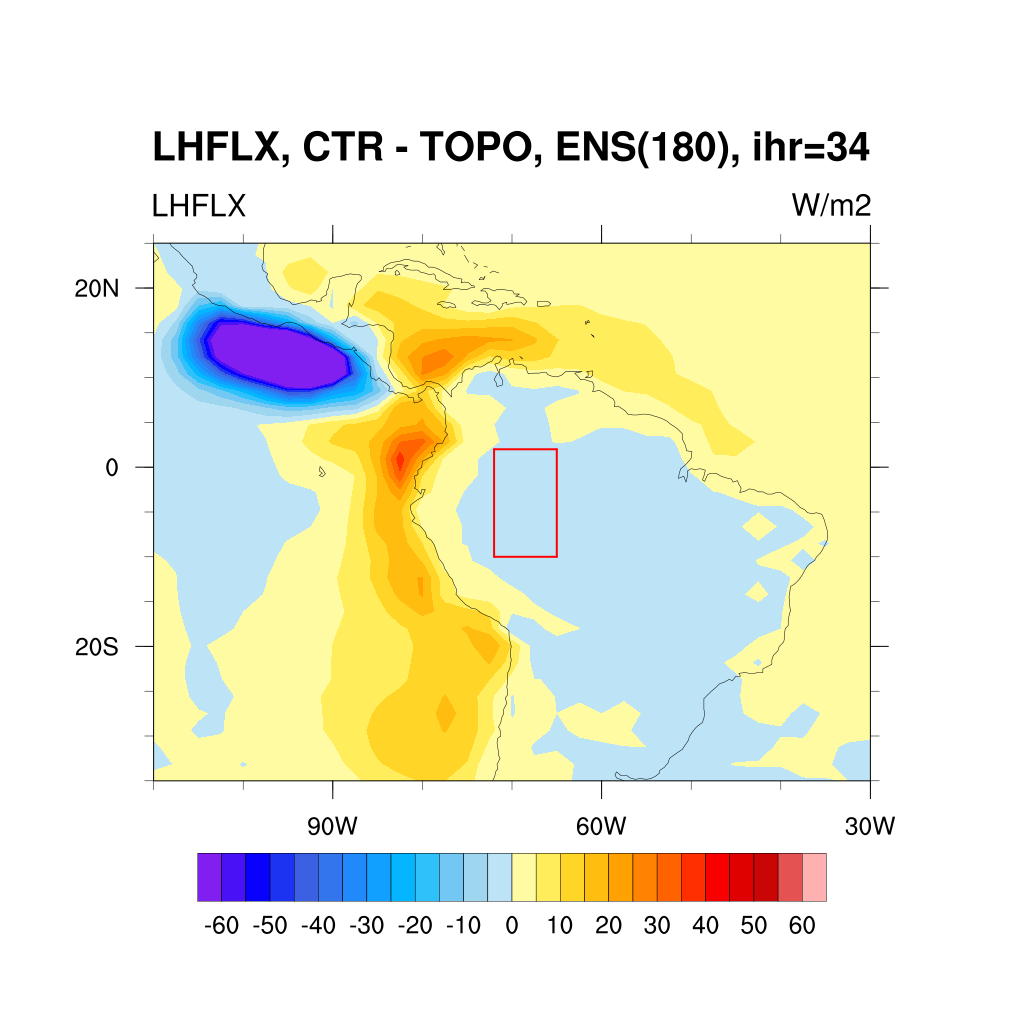 LHFLX, CTR - TOPO, ENS(180), ihr=34
LHFLX W/m2
20N
0
20S
90W 60W 30W
-60 -50 -40 -30 -20 -10 0 10 20 30 40 50 60